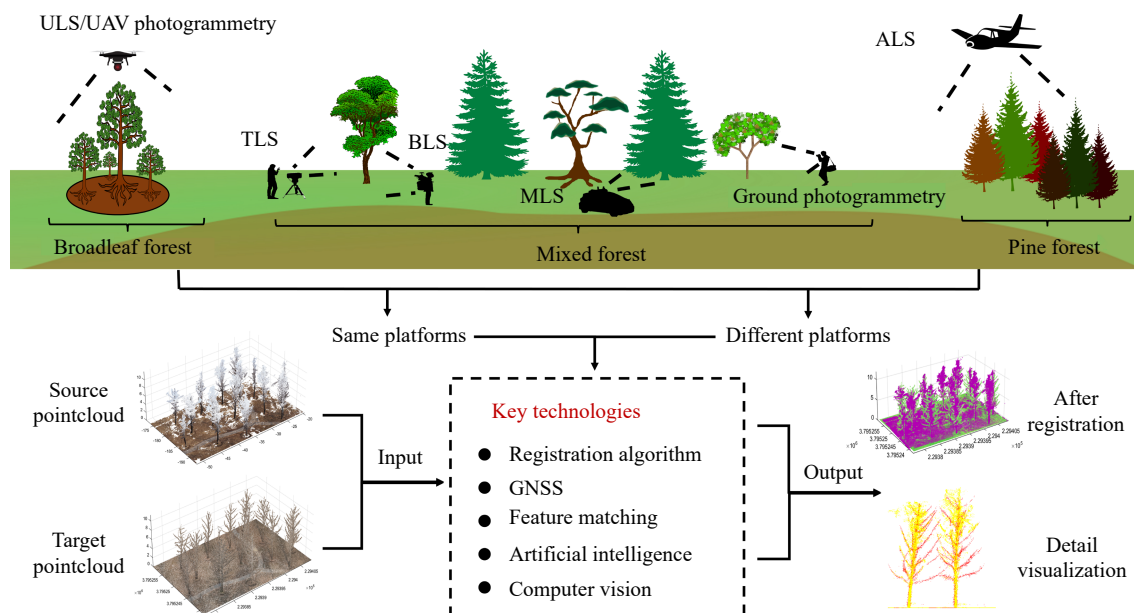 ULS/UAV photogrammetry
ALS
TLS
BLS
MLS
Ground photogrammetry
Broadleaf forest
Mixed forest
Pine forest
Same platforms
Different platforms
Source
pointcloud
Target
pointcloud
Input
Key technologies
● Registration algorithm
● GNSS
● Feature matching
● Artificial intelligence
● Computer vision
Output
After
registration
Detail
visualization